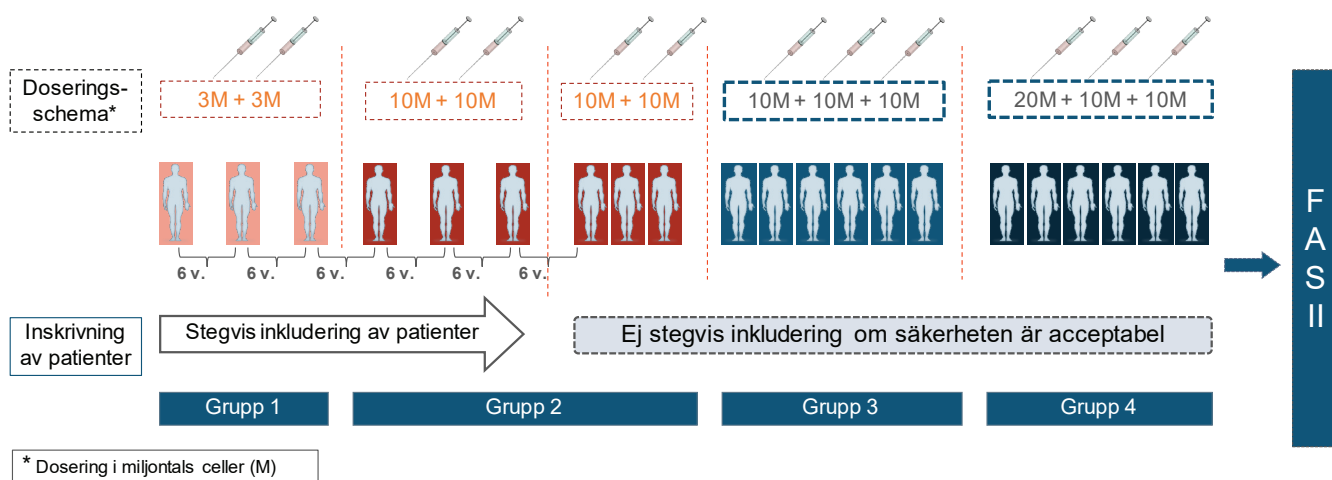 Doserings-
schema*
3M + 3M
10M + 10M
10M + 10M
10M + 10M + 10M
20M + 10M + 10M
6 v.
6 v.
6 v.
6 v.
6 v.
6 v.
Inskrivning
av patienter
Stegvis inkludering av patienter
Ej stegvis inkludering om säkerheten är acceptabel
Grupp 1
Grupp 2
Grupp 3
Grupp 4
* Dosering i miljontals celler (M)
F
A
S
II